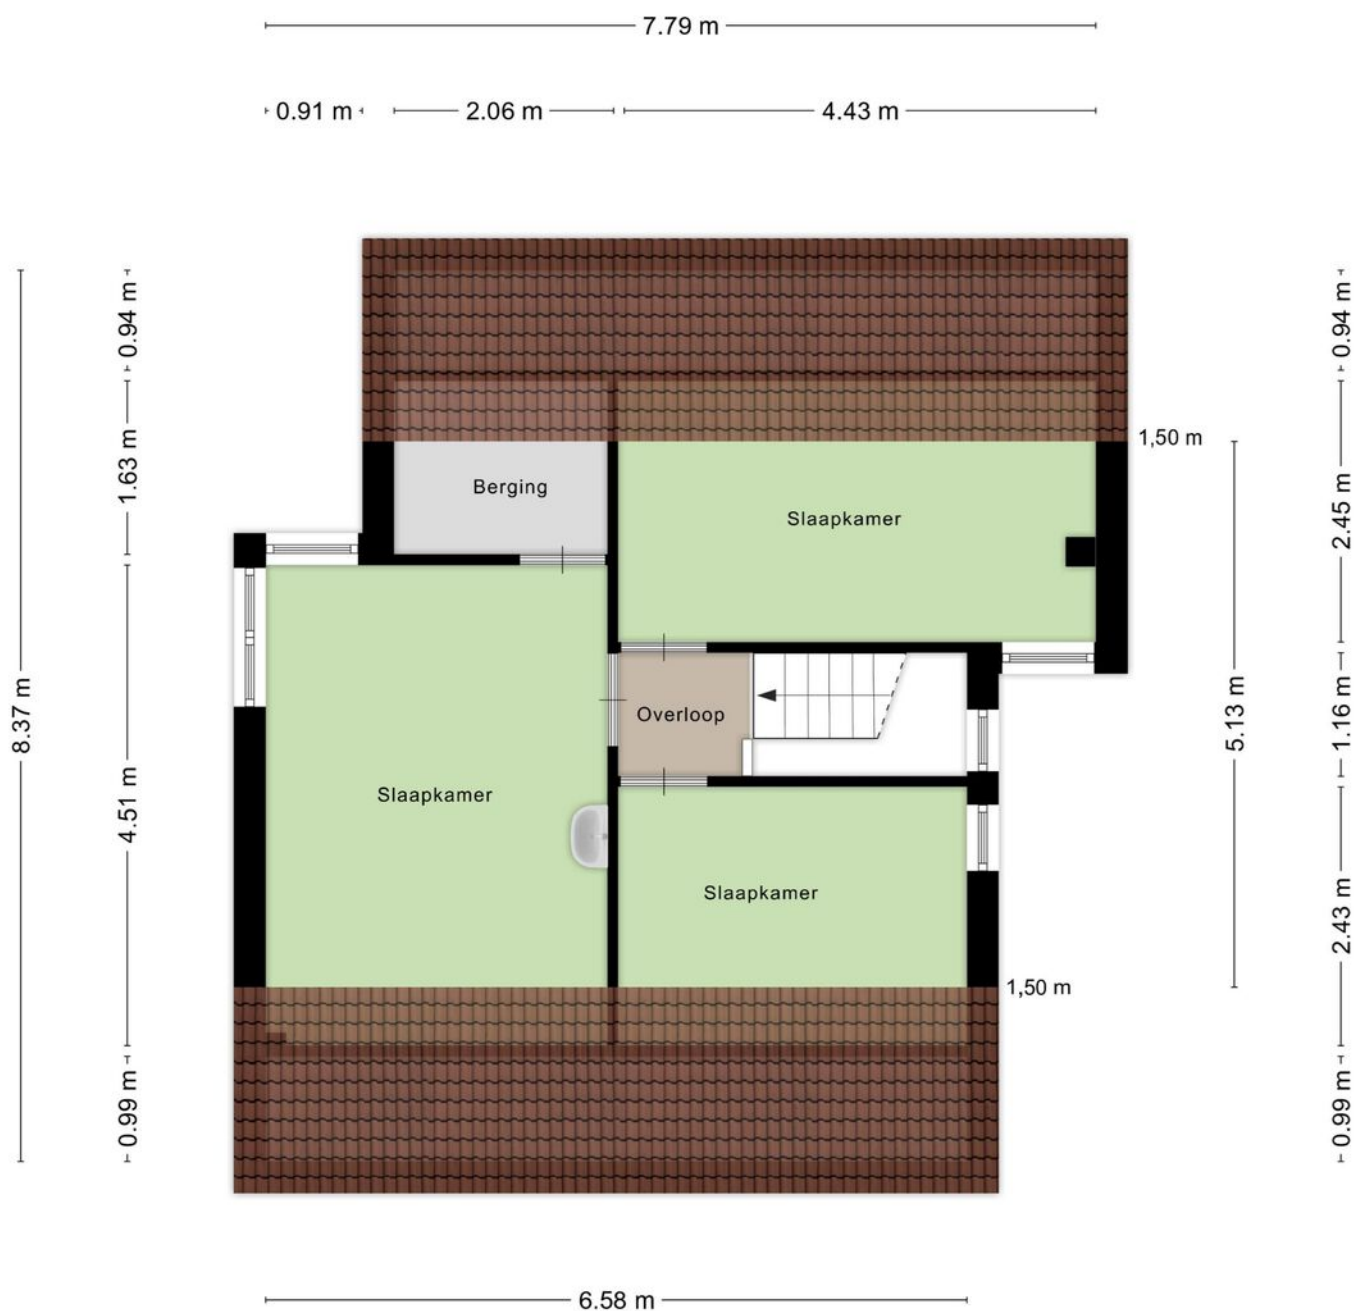 7.79 m
0.91 m
2.06 m
4.43 m
0.94 m
0.94 m
1,50 m
1.63 m
Berging
2.45 m
Slaapkamer
8.37 m
Overloop
5.13 m
1.16 m
4.51 m
Slaapkamer
Slaapkamer
2.43 m
1,50 m
0.99 m
0.99 m
6.58 m